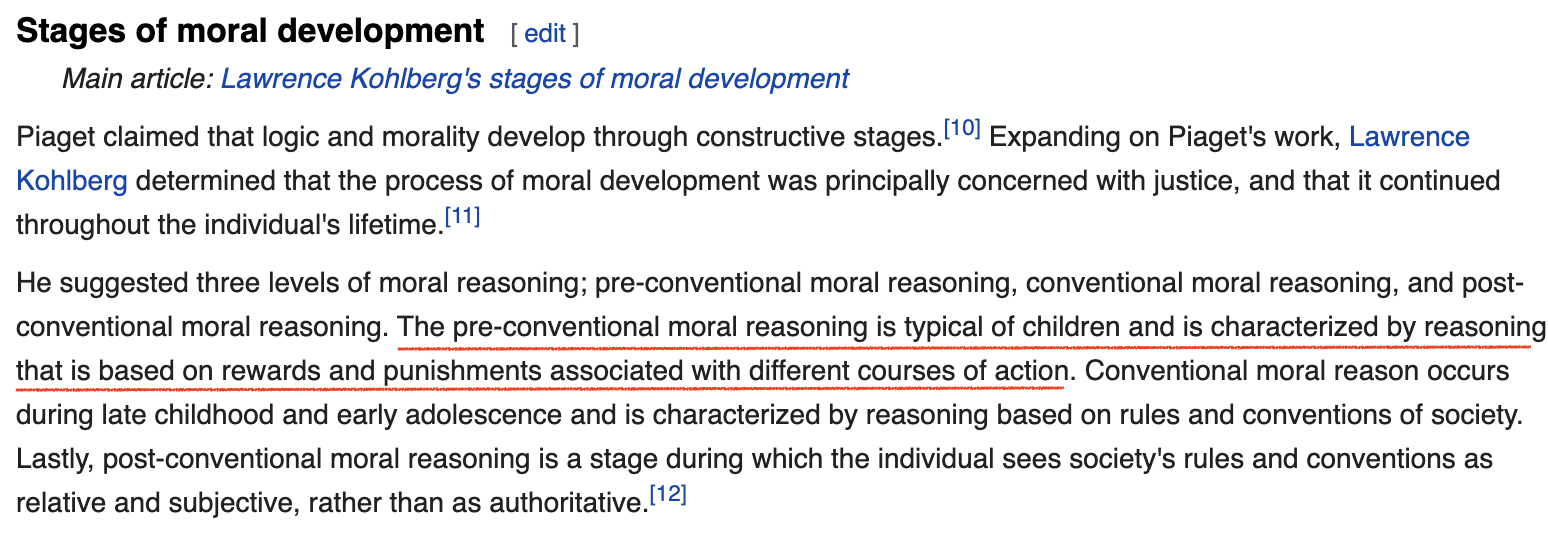 Stages of moral development [ edit ]
Main article: Lawrence Kohlberg's stages of moral development
Piaget claimed that logic and morality develop through constructive stages.[10] Expanding on Piaget's work, Lawrence
Kohlberg determined that the process of moral development was principally concerned with justice, and that it continued
throughout the individual's lifetime.[11]
He suggested three levels of moral reasoning; pre-conventional moral reasoning, conventional moral reasoning, and post-
conventional moral reasoning. The pre-conventional moral reasoning is typical of children and is characterized by reasoning
that is based on rewards and punishments associated with different courses of action. Conventional moral reason occurs
during late childhood and early adolescence and is characterized by reasoning based on rules and conventions of society.
Lastly, post-conventional moral reasoning is a stage during which the individual sees society's rules and conventions as
relative and subjective, rather than as authoritative.[12]